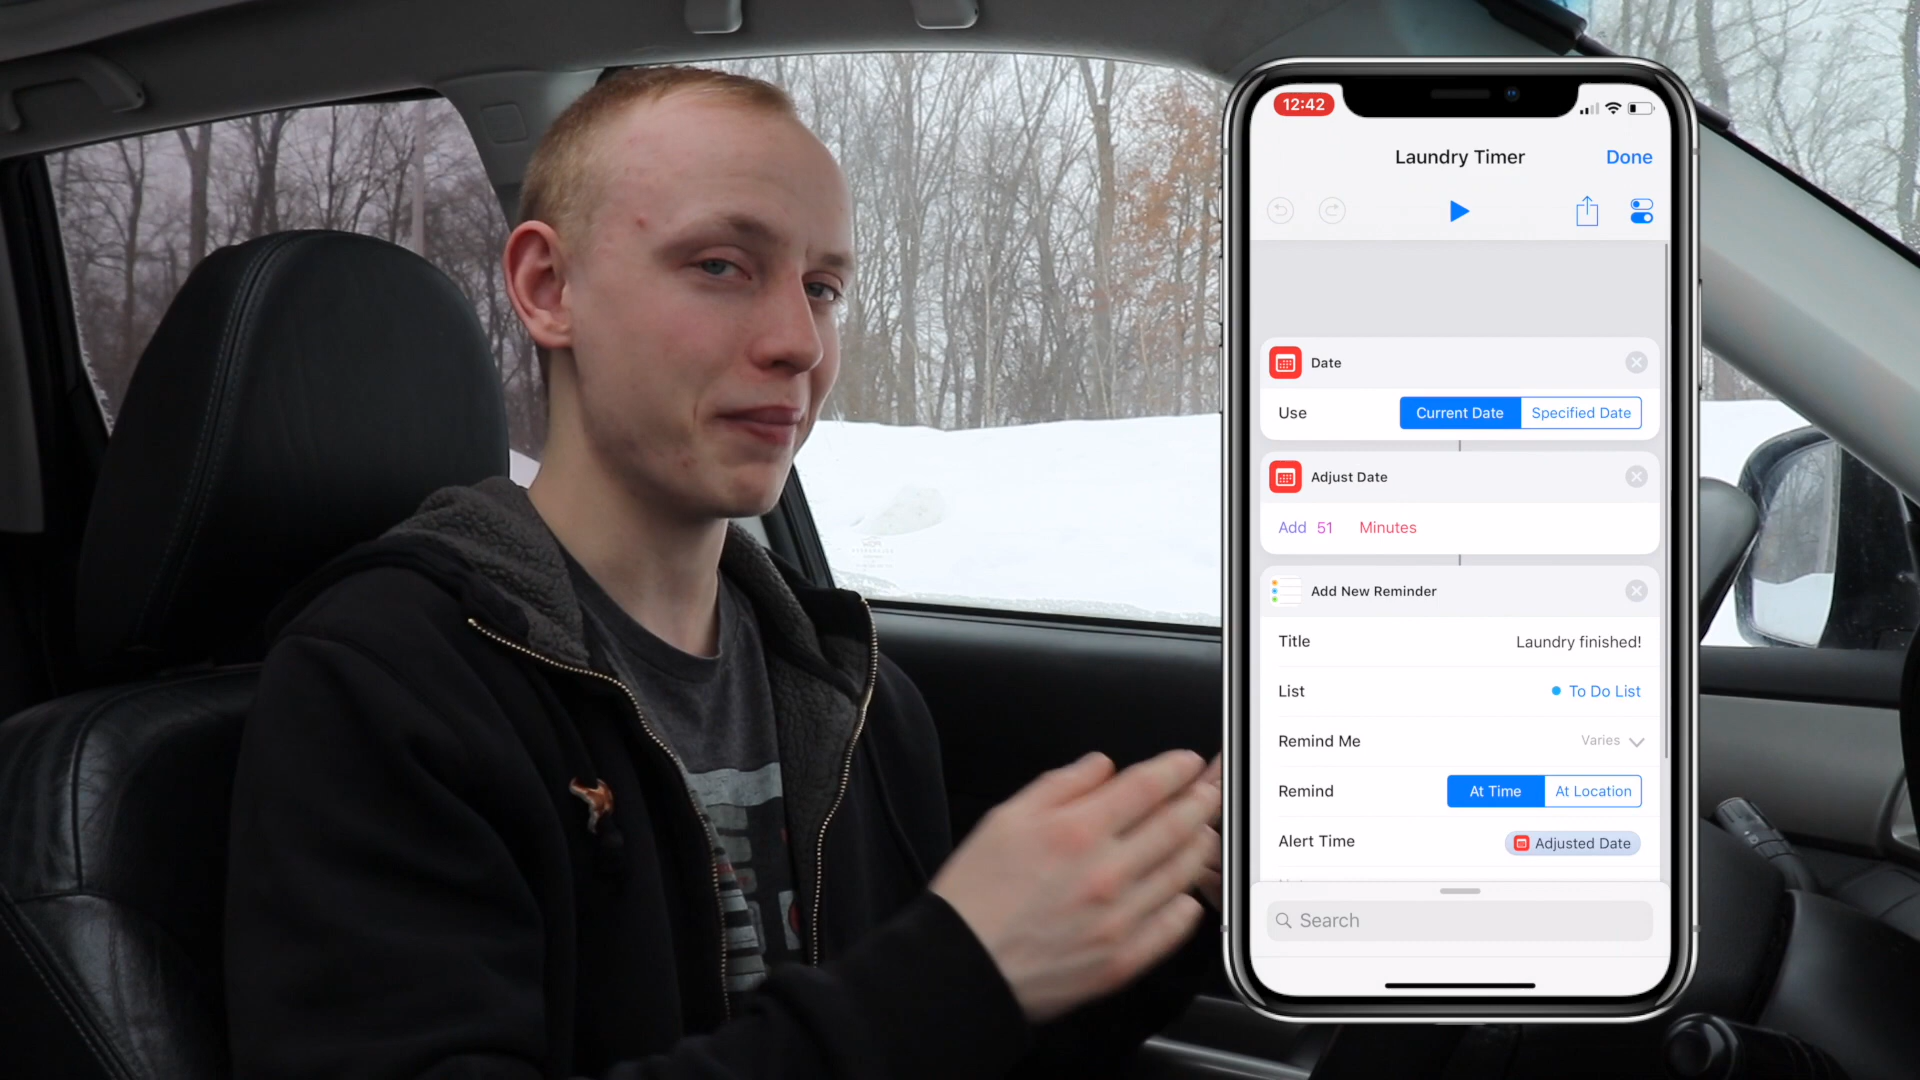 12:42
Laundry Timer
Done
Date
Use
Current Date
Specified Date
Adjust Date
Add 51 Minutes
Add New Reminder
Title
Laundry finished!
List
To Do List
Remind Me
Varies
Remind
At Time
At Location
Alert Time
Adjusted Date
Search